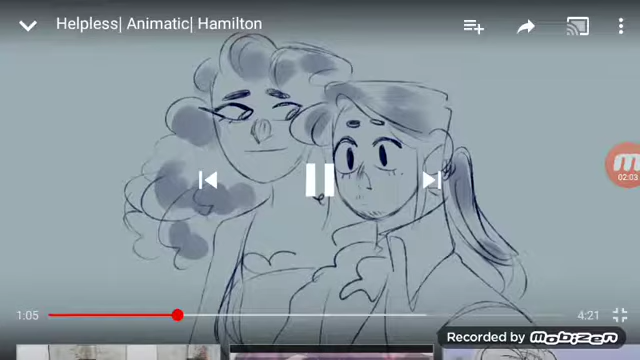 Helpless| Animatic| Hamilton
02:03
1:05
4:21
Recorded by mobizen